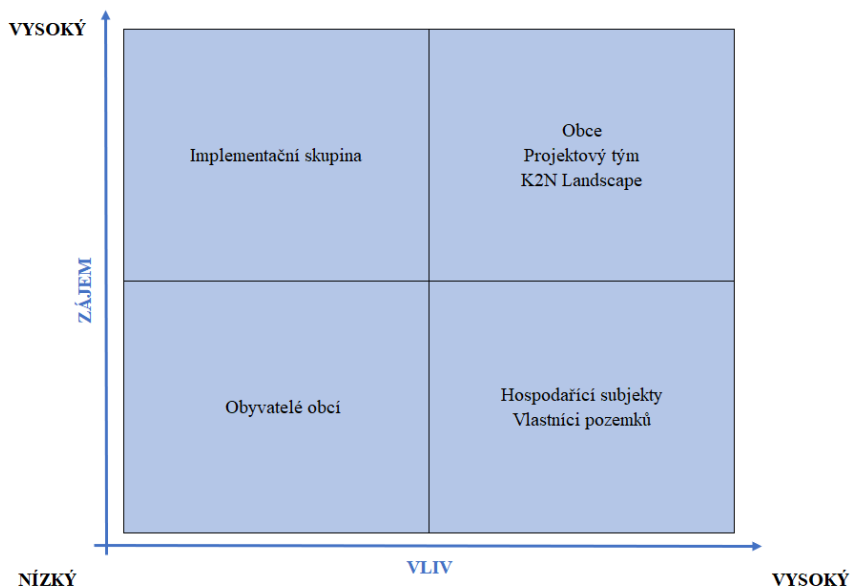 VYSOKÝ
Implementační skupina
Obce
Projektový tým
K2N Landscape
ZÁJEM
Obyvatelé obcí
Hospodařící subjekty
Vlastníci pozemků
NÍZKÝ
VLIV
VYSOKÝ